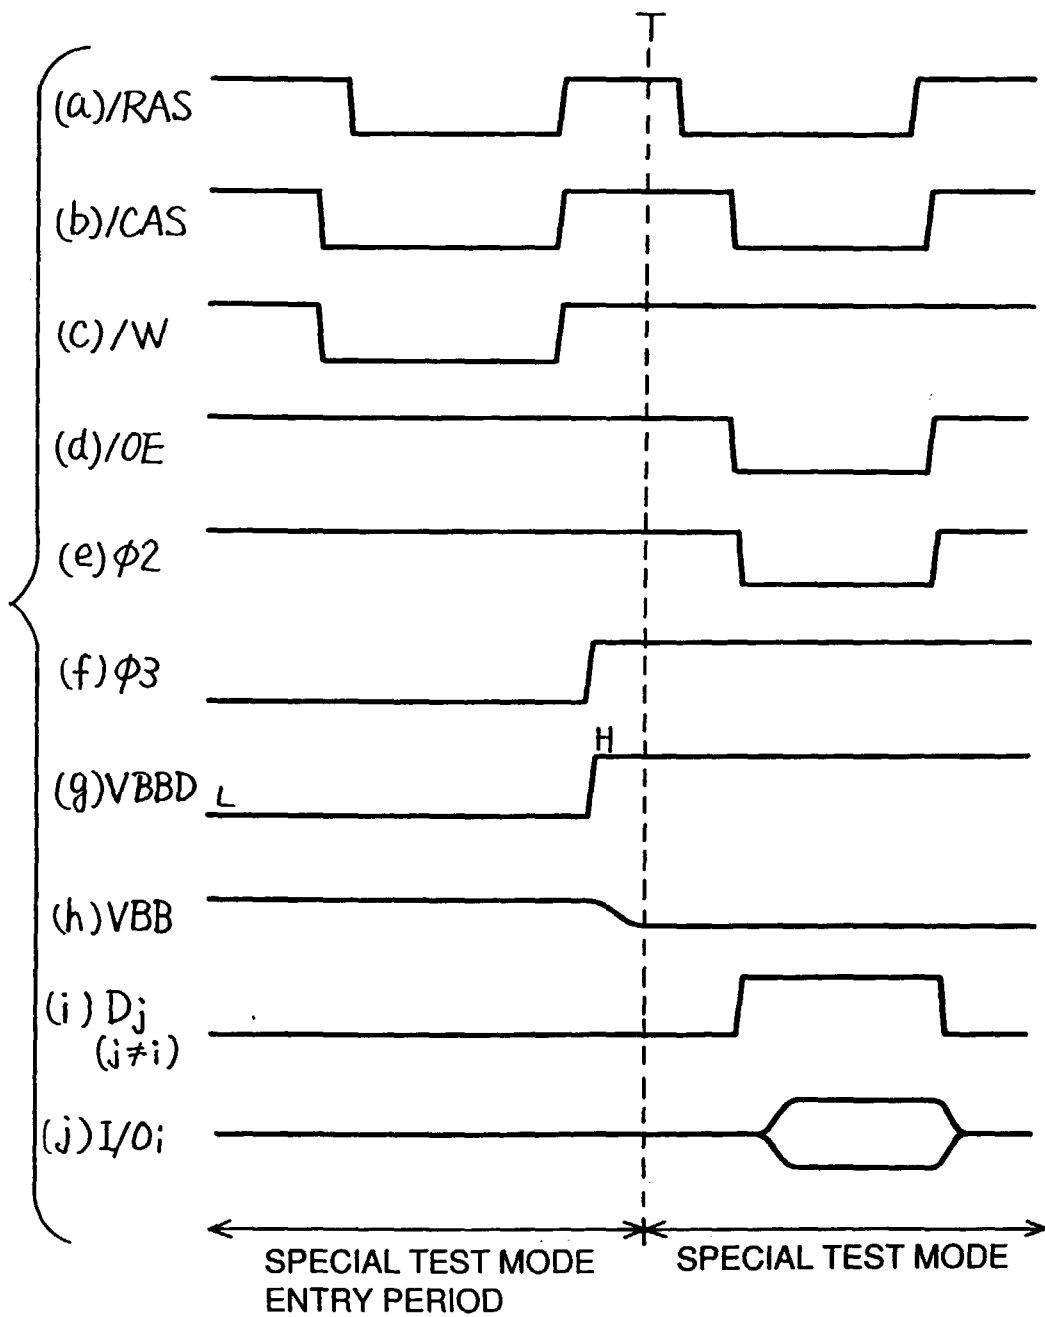 T
(a)/RAS
(b)/CAS
(c)/W
(d)/OE
(e)φ2
(f)φ3
H
(g)VBBD L
(h)VBB
(i) Dj
(j≠i)
(j) I/Oi
SPECIAL TEST MODE
ENTRY PERIOD
SPECIAL TEST MODE